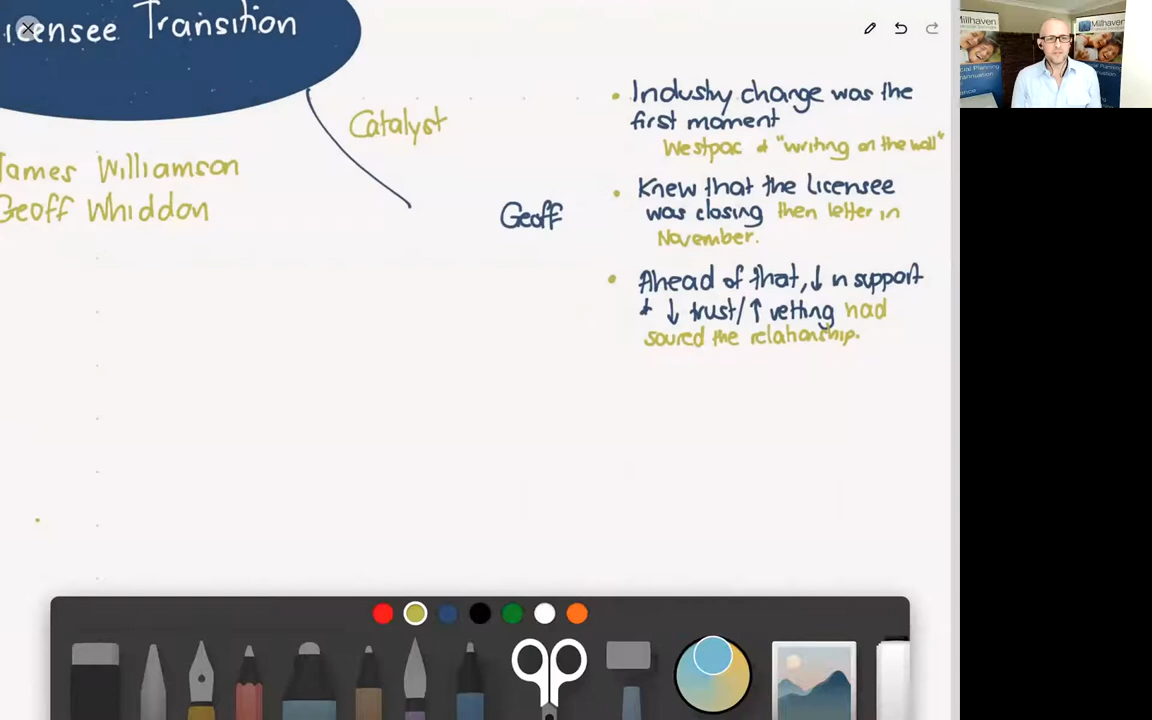 icensee Transition
Catalyst
James Williamson
Geoff Whiddon
Geoff
• Industry change was the
first moment
Westpac & "writing on the wall"
• Knew that the licensee
was closing then letter in
November.
• Ahead of that, ↓ in support
& ↓ trust/↑ vetting had
soured the relationship.
Millhaven
Millhaven